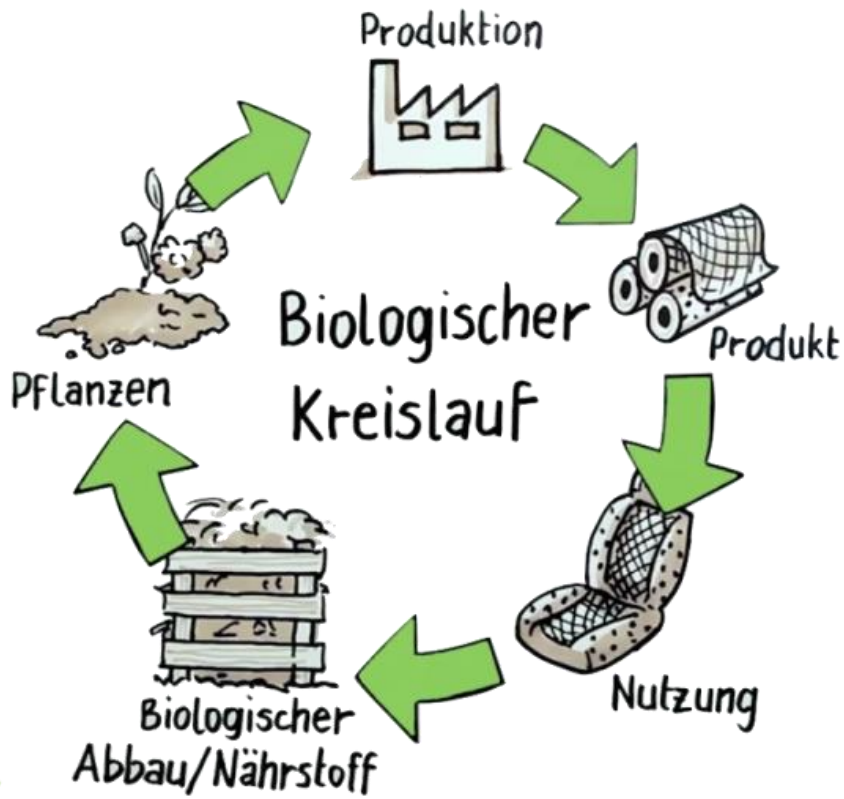 Produktion
Biologischer
Kreislauf
Produkt
Pflanzen
Nutzung
Biologischer
Abbau/Nährstoff